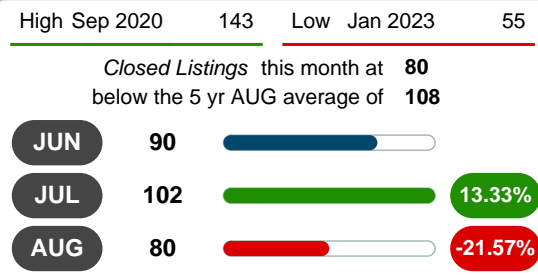 High Sep 2020 143 Low Jan 2023 55
Closed Listings this month at 80
below the 5 yr AUG average of 108
JUN 90
JUL 102 13.33%
AUG 80 -21.57%